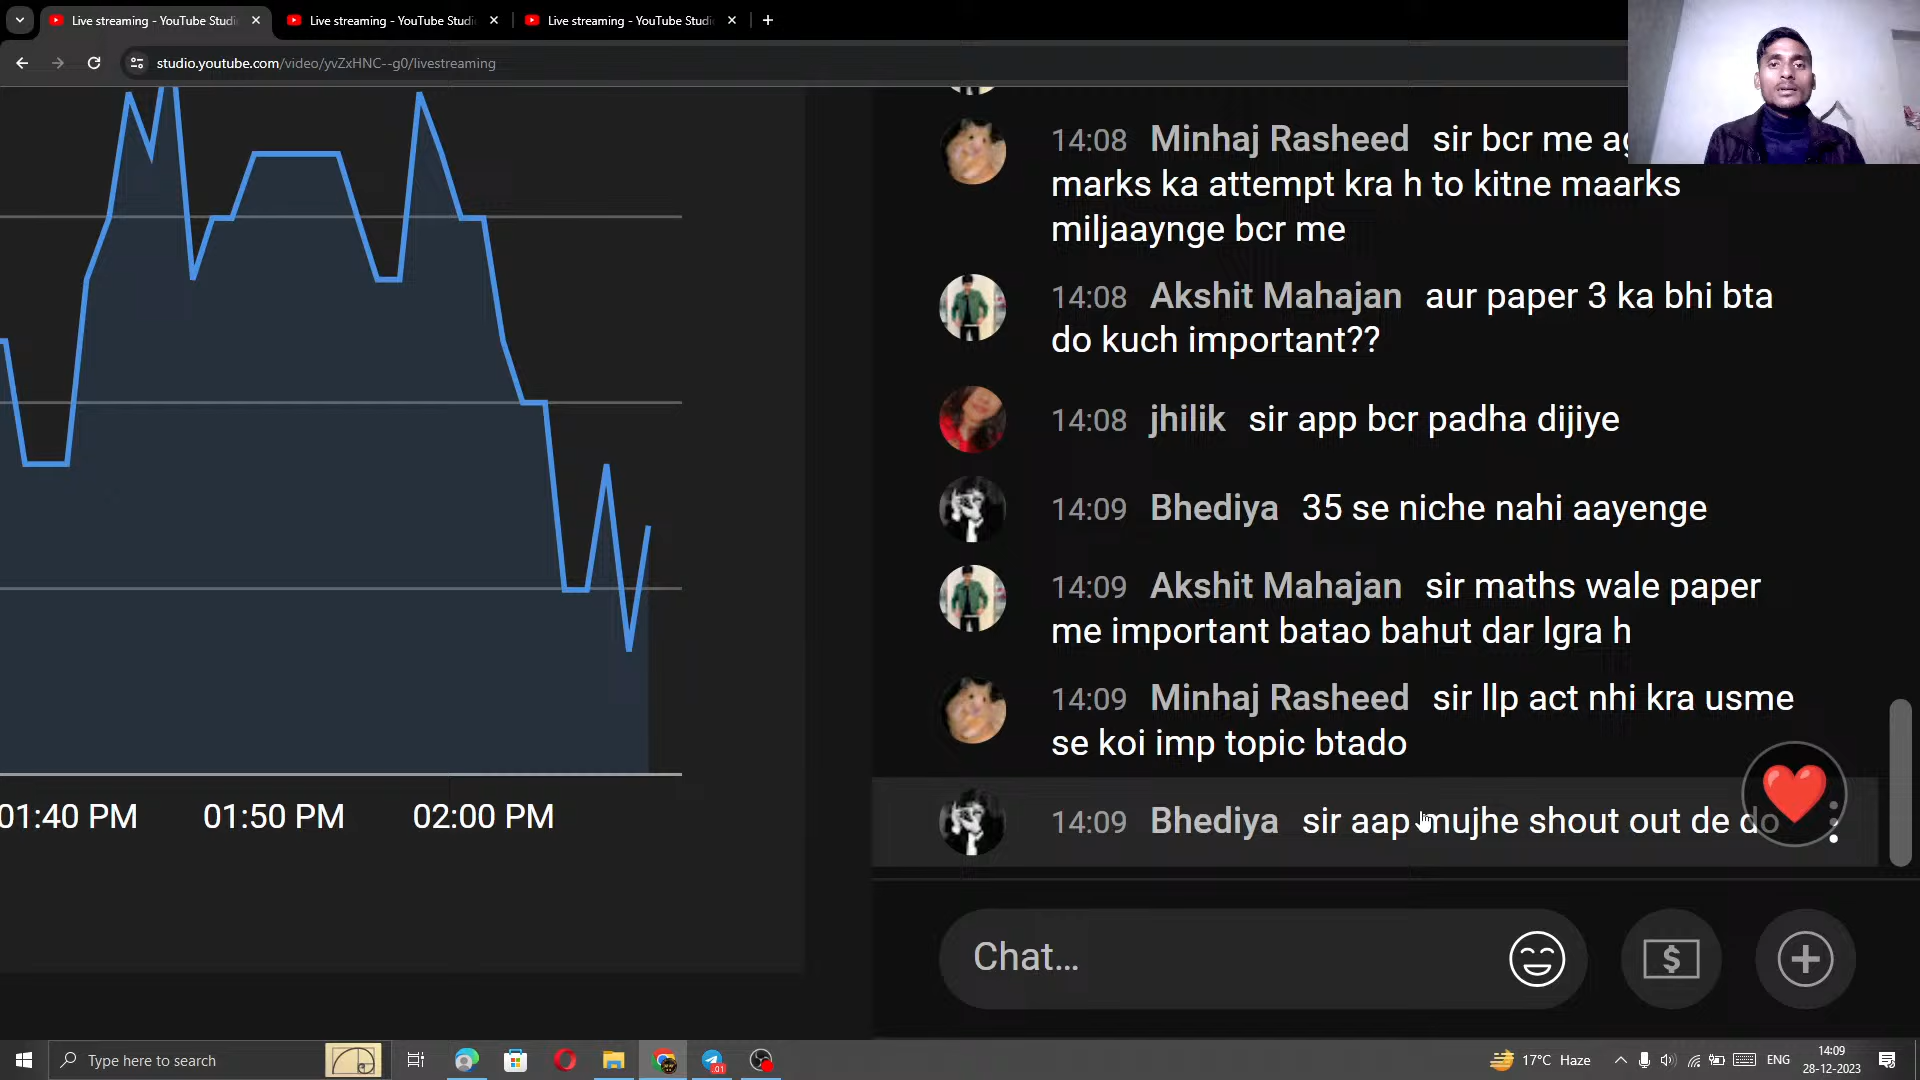 Live streaming - YouTube Studi
Live streaming - YouTube Studi
Live streaming - YouTube Studi
studio.youtube.com/video/yvZxHNC--g0/livestreaming
14:08 Minhaj Rasheed sir bcr me
marks ka attempt kra h to kitne maarks
miljaaynge bcr me
14:08 Akshit Mahajan aur paper 3 ka bhi bta
do kuch important??
14:08 jhilik sir app bcr padha dijiye
14:09 Bhediya 35 se niche nahi aayenge
14:09 Akshit Mahajan sir maths wale paper
me important batao bahut dar lgra h
14:09 Minhaj Rasheed sir llp act nhi kra usme
se koi imp topic btado
14:09 Bhediya sir aap mujhe shout out de do
01:40 PM 01:50 PM 02:00 PM
Chat...
Type here to search
17°C Haze
ENG
14:09
28-12-2023